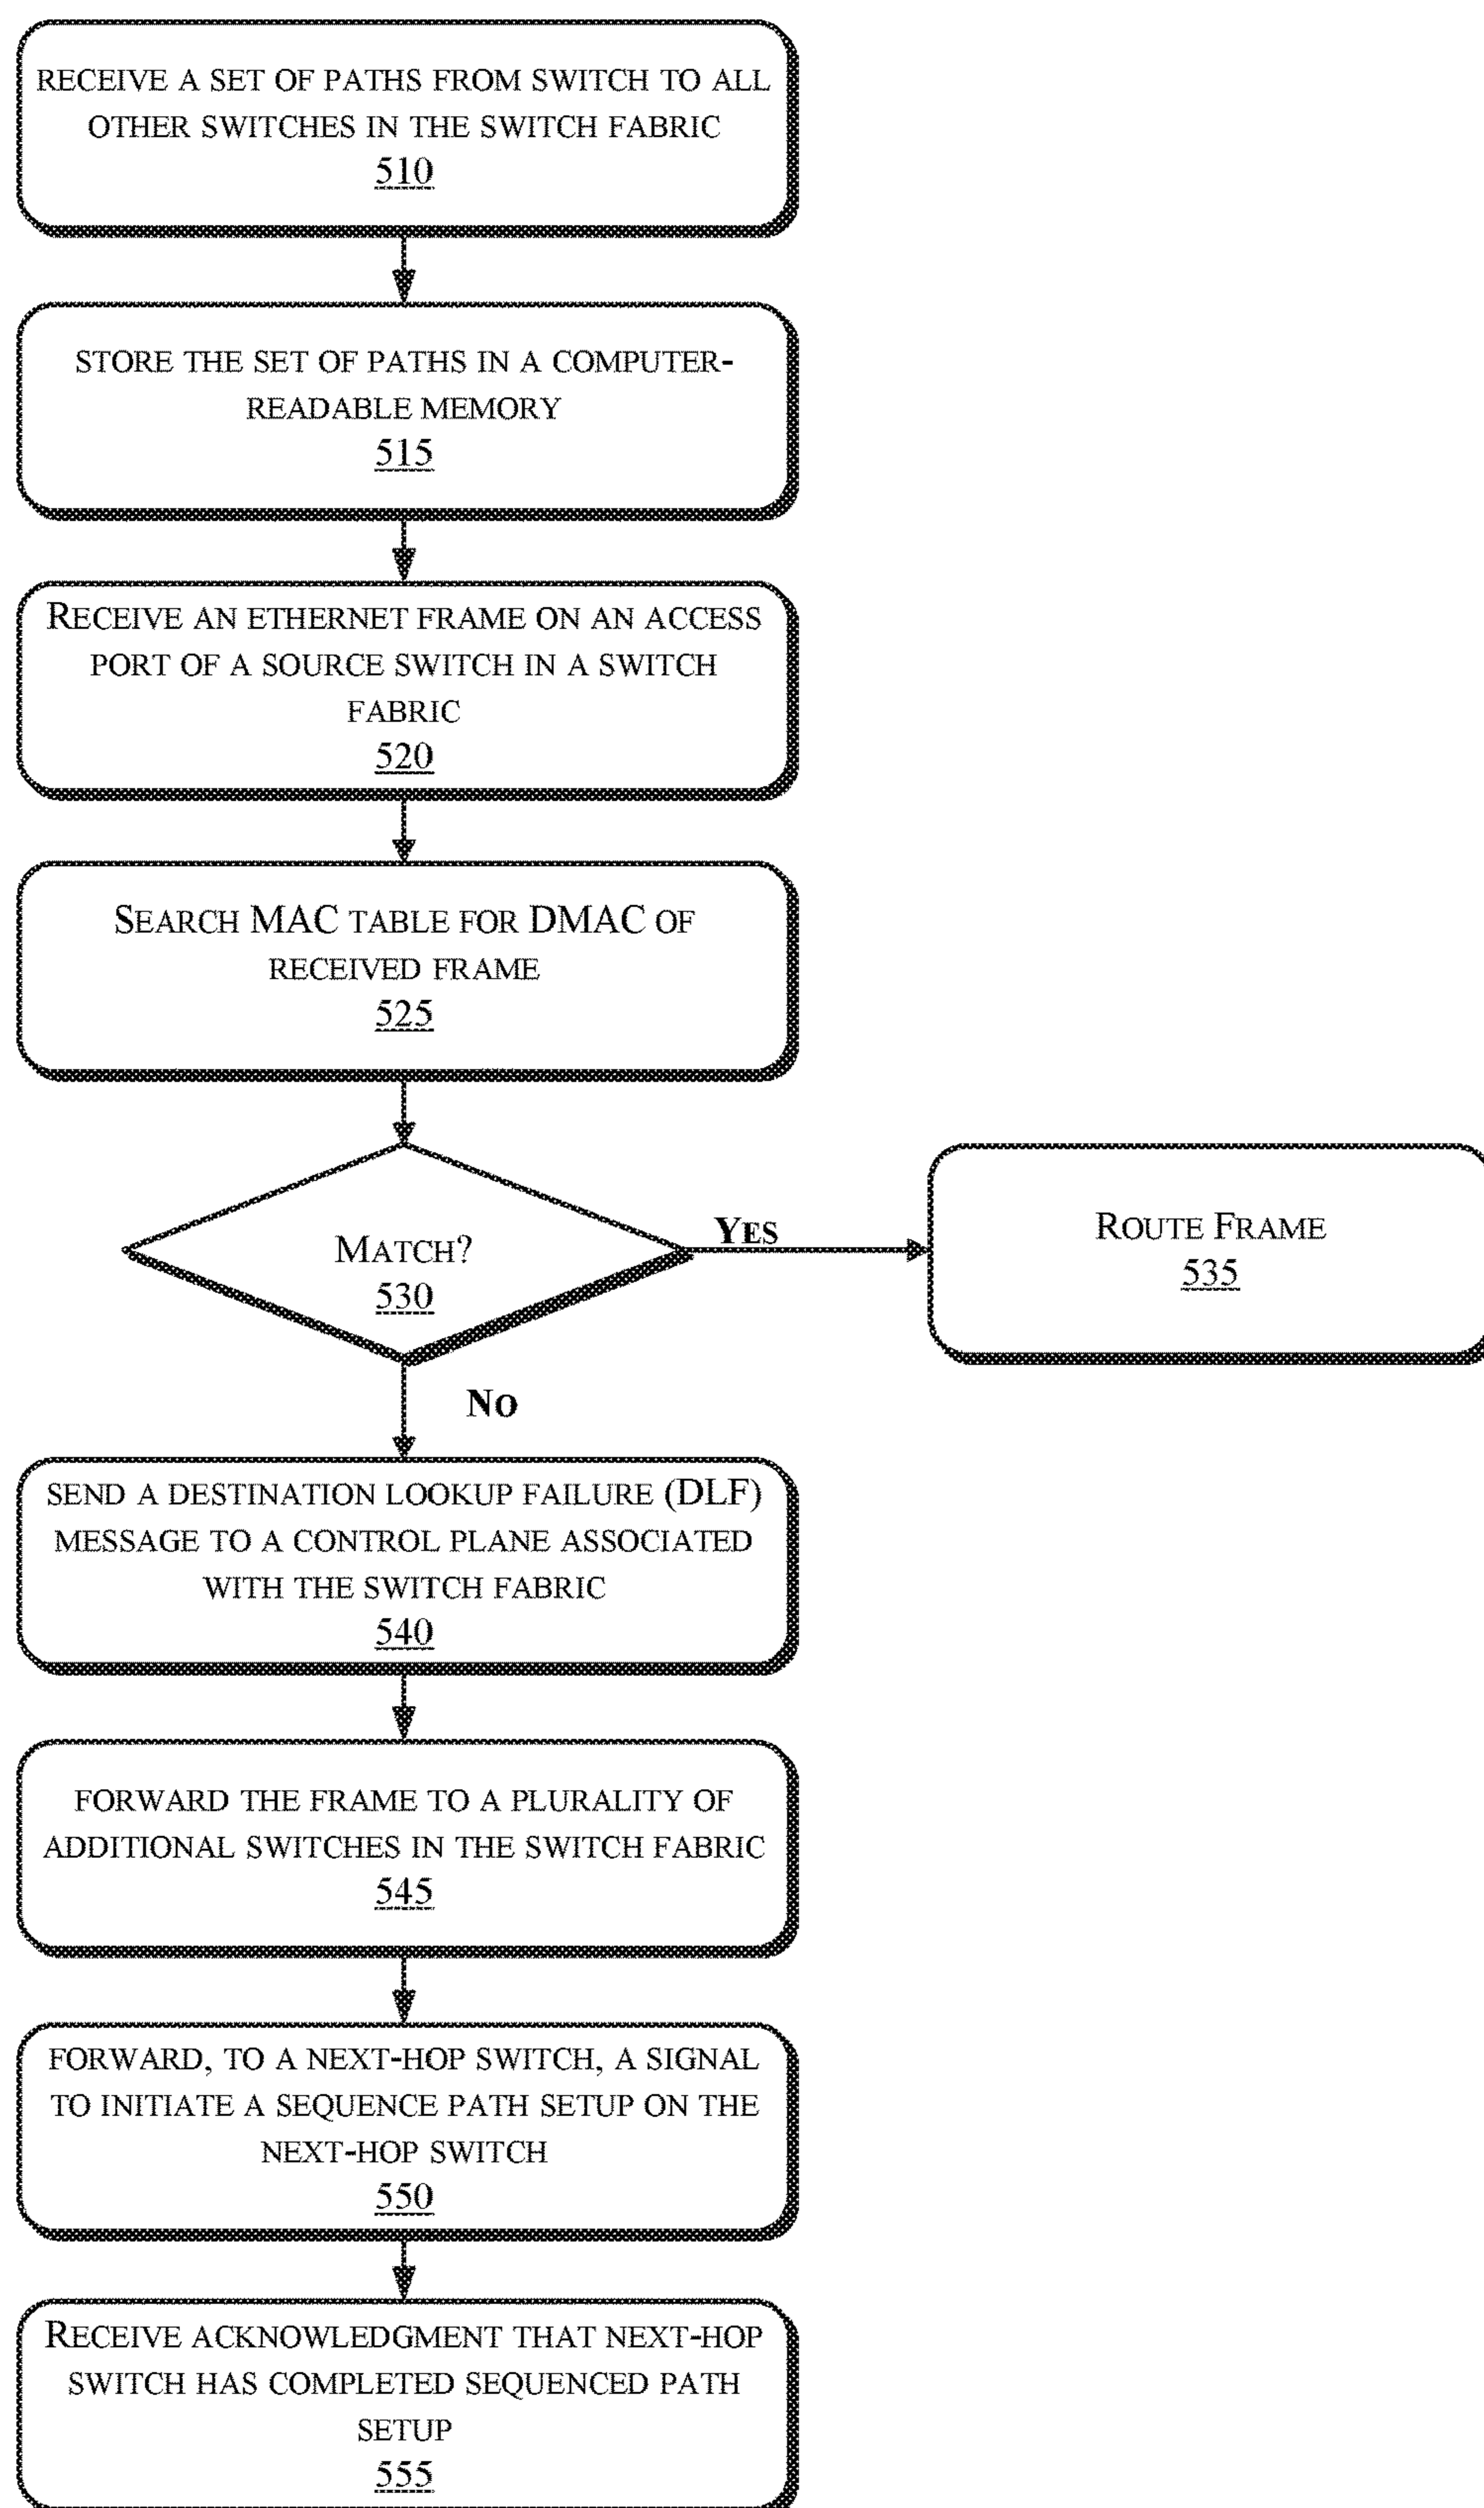 RECEIVE A SET OF PATHS FROM SWITCH TO ALL
OTHER SWITCHES IN THE SWITCH FABRIC
510
STORE THE SET OF PATHS IN A COMPUTER-
READABLE MEMORY
515
RECEIVE AN ETHERNET FRAME ON AN ACCESS
PORT OF A SOURCE SWITCH IN A SWITCH
FABRIC
520
SEARCH MAC TABLE FOR DMAC OF
RECEIVED FRAME
525
MATCH?
530
YES
ROUTE FRAME
535
NO
SEND A DESTINATION LOOKUP FAILURE (DLF)
MESSAGE TO A CONTROL PLANE ASSOCIATED
WITH THE SWITCH FABRIC
540
FORWARD THE FRAME TO A PLURALITY OF
ADDITIONAL SWITCHES IN THE SWITCH FABRIC
545
FORWARD, TO A NEXT-HOP SWITCH, A SIGNAL
TO INITIATE A SEQUENCE PATH SETUP ON THE
NEXT-HOP SWITCH
550
RECEIVE ACKNOWLEDGMENT THAT NEXT-HOP
SWITCH HAS COMPLETED SEQUENCED PATH
SETUP
555